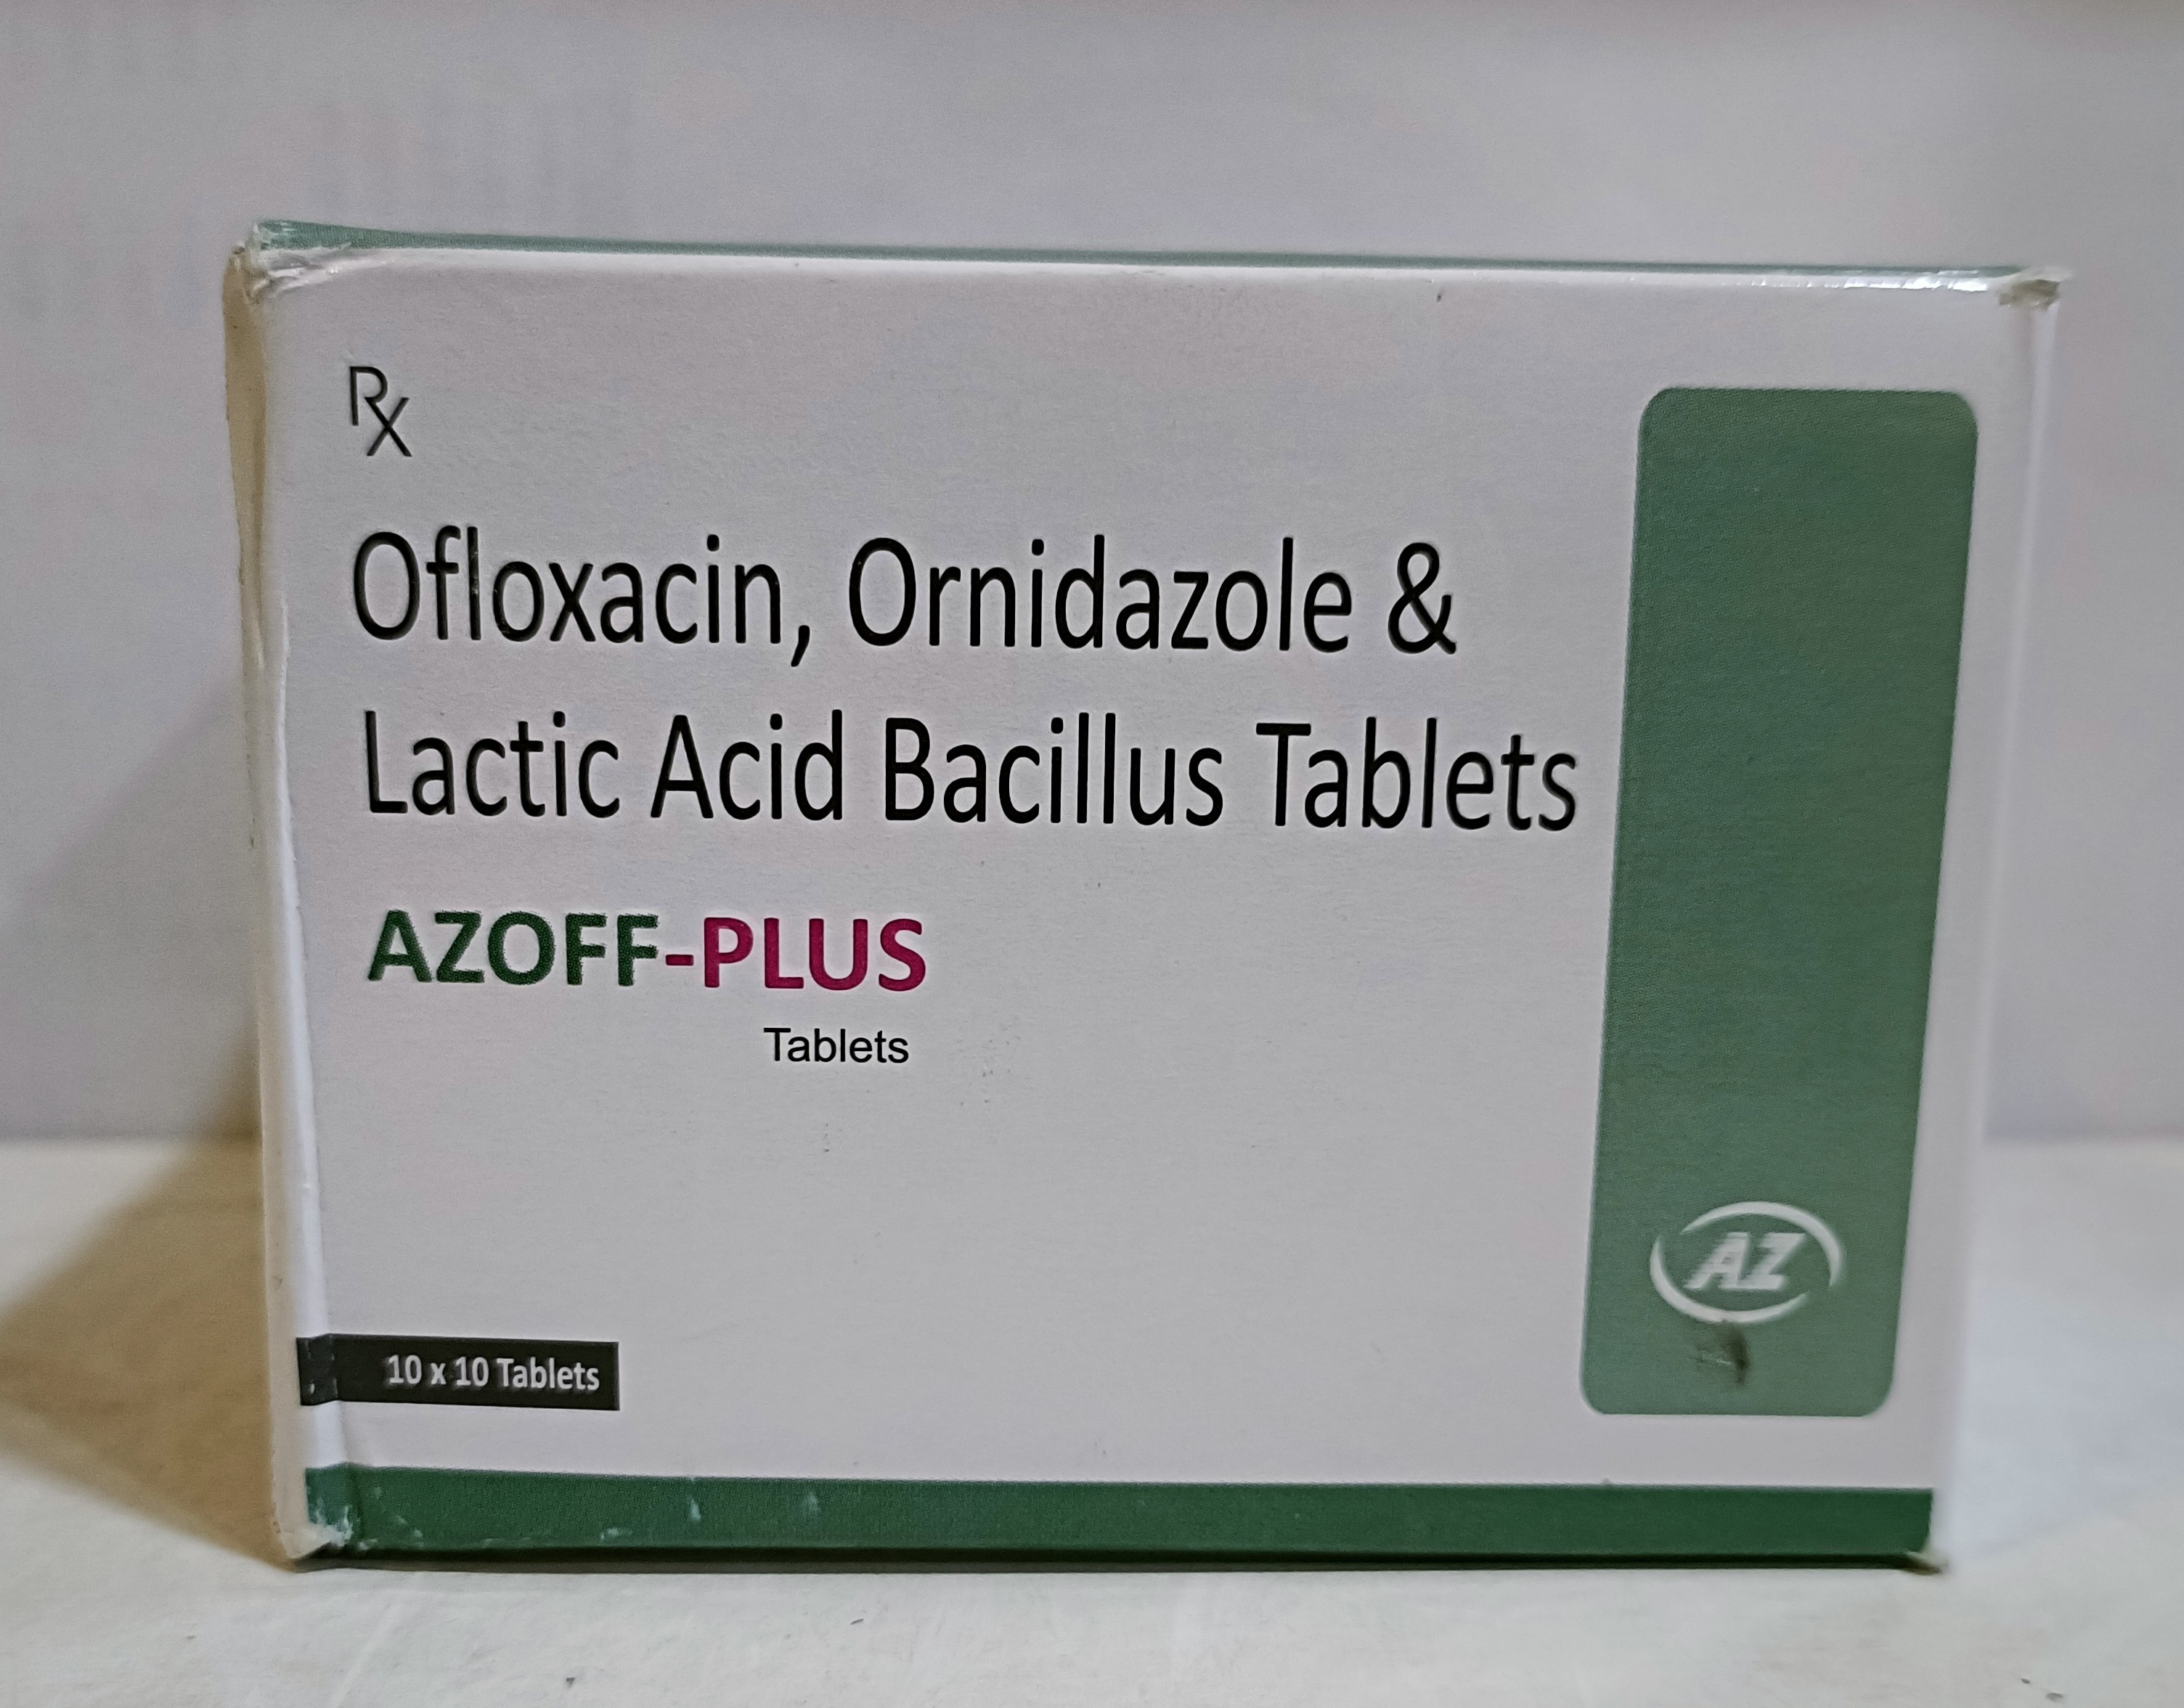 Rx
Ofloxacin, Ornidazole &
Lactic Acid Bacillus Tablets
AZOFF-PLUS
Tablets
AZ
10 x 10 Tablets